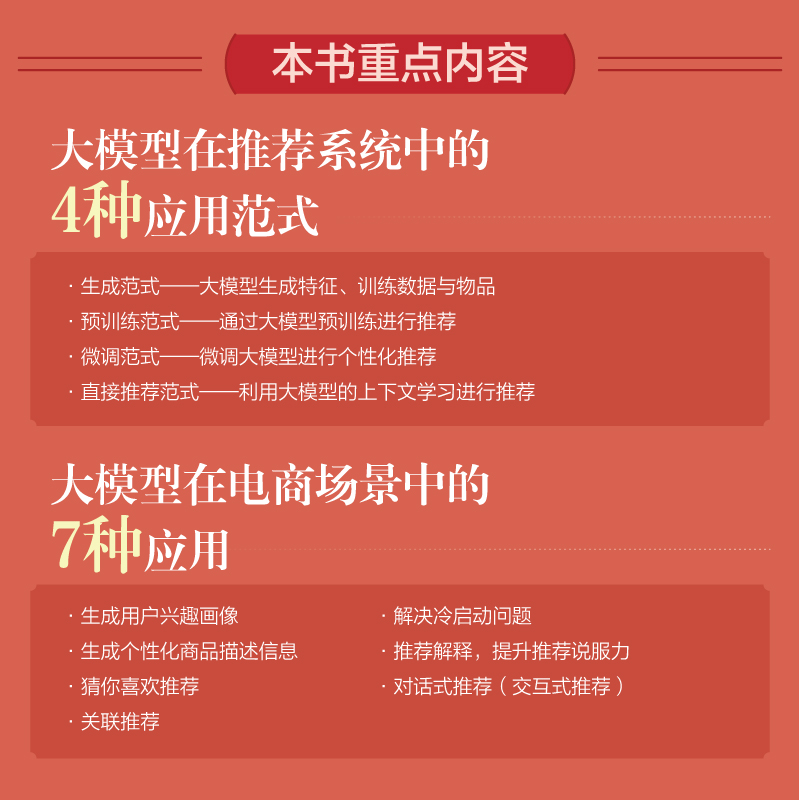 本书重点内容
大模型在推荐系统中的
4种应用范式
· 生成范式——大模型生成特征、训练数据与物品
· 预训练范式——通过大模型预训练进行推荐
· 微调范式——微调大模型进行个性化推荐
· 直接推荐范式——利用大模型的上下文学习进行推荐
大模型在电商场景中的
7种应用
· 生成用户兴趣画像
· 生成个性化商品描述信息
· 猜你喜欢推荐
· 关联推荐
· 解决冷启动问题
· 推荐解释，提升推荐说服力
· 对话式推荐（交互式推荐）